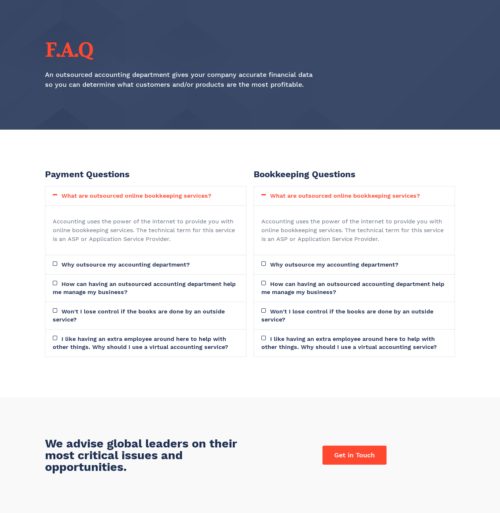 F.A.Q
An outsourced accounting department gives your company accurate financial data
so you can determine what customers and/or products are the most profitable.
Payment Questions
What are outsourced online bookkeeping services?
Accounting uses the power of the Internet to provide you with
online bookkeeping services. The technical term for this service
is an ASP or Application Service Provider.
Why outsource my accounting department?
How can having an outsourced accounting department help
me manage my business?
Won't I lose control if the books are done by an outside
service?
I like having an extra employee around here to help with
other things. Why should I use a virtual accounting service?
Bookkeeping Questions
What are outsourced online bookkeeping services?
Accounting uses the power of the Internet to provide you with
online bookkeeping services. The technical term for this service
is an ASP or Application Service Provider.
Why outsource my accounting department?
How can having an outsourced accounting department help
me manage my business?
Won't I lose control if the books are done by an outside
service?
I like having an extra employee around here to help with
other things. Why should I use a virtual accounting service?
We advise global leaders on their
most critical issues and
opportunities.
Get in Touch